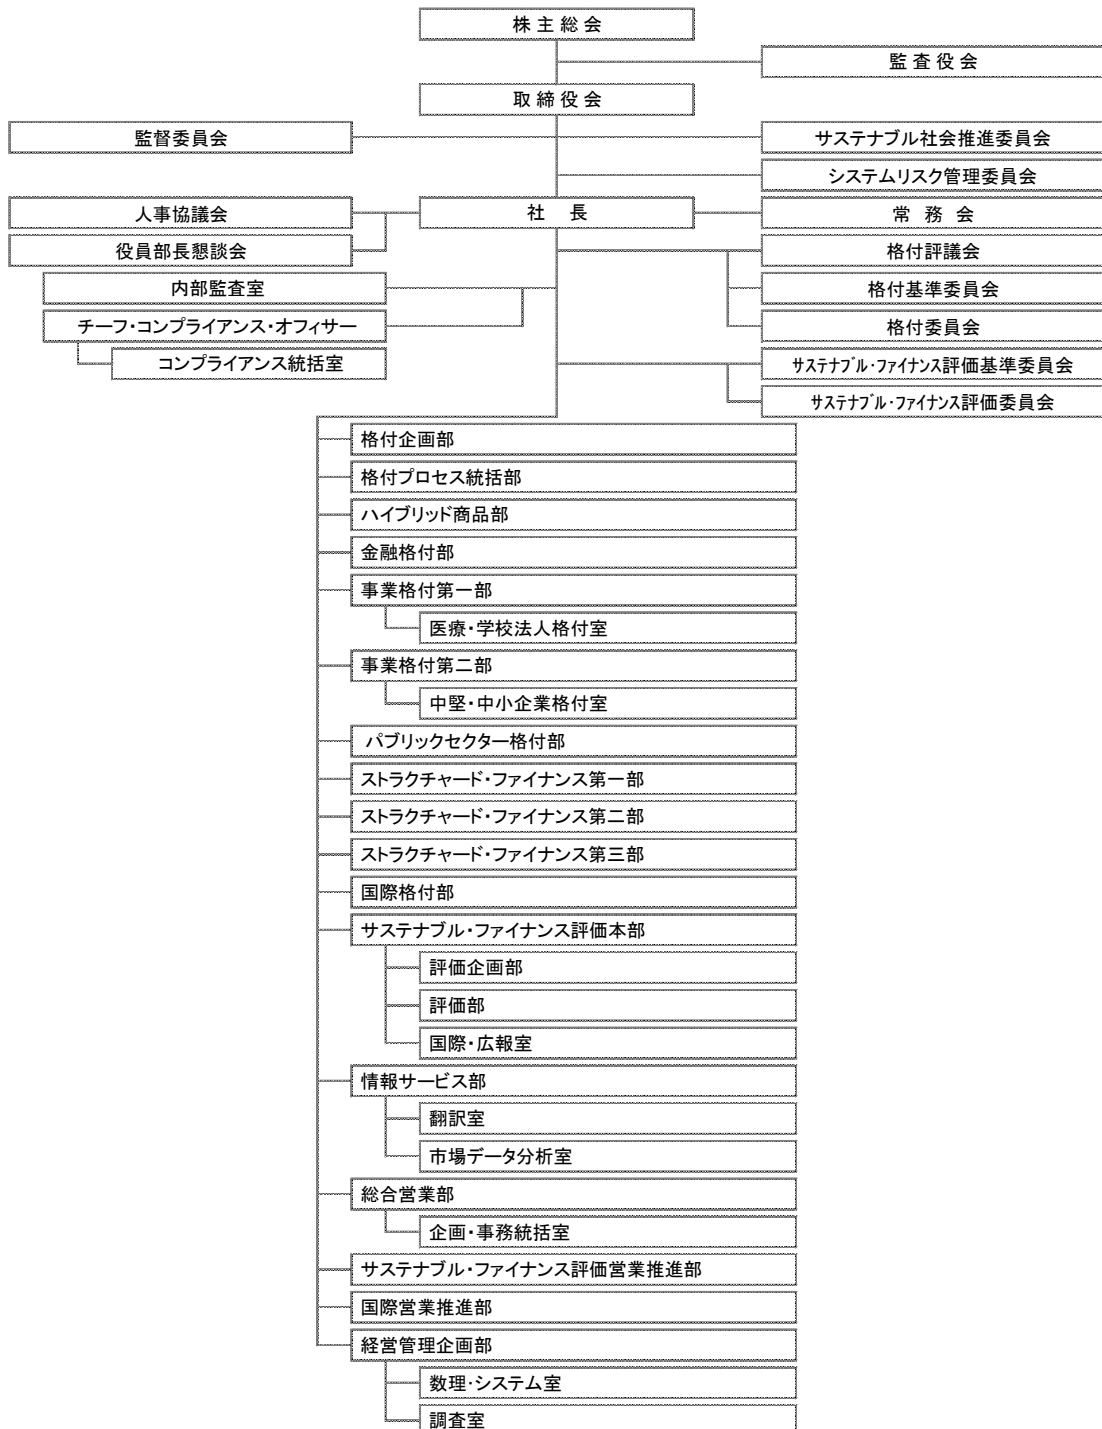 株主総会
監査役会
取締役会
監督委員会
サステナブル社会推進委員会
システムリスク管理委員会
人事協議会
社 長
常務会
役員部長懇談会
格付評議会
内部監査室
格付基準委員会
チーフ・コンプライアンス・オフィサー
格付委員会
コンプライアンス統括室
サステナブル・ファイナンス評価基準委員会
サステナブル・ファイナンス評価委員会
格付企画部
格付プロセス統括部
ハイブリッド商品部
金融格付部
事業格付第一部
医療・学校法人格付室
事業格付第二部
中堅・中小企業格付室
パブリックセクター格付部
ストラクチャード・ファイナンス第一部
ストラクチャード・ファイナンス第二部
ストラクチャード・ファイナンス第三部
国際格付部
サステナブル・ファイナンス評価本部
評価企画部
評価部
国際・広報室
情報サービス部
翻訳室
市場データ分析室
総合営業部
企画・事務統括室
サステナブル・ファイナンス評価営業推進部
国際営業推進部
経営管理企画部
数理・システム室
調査室